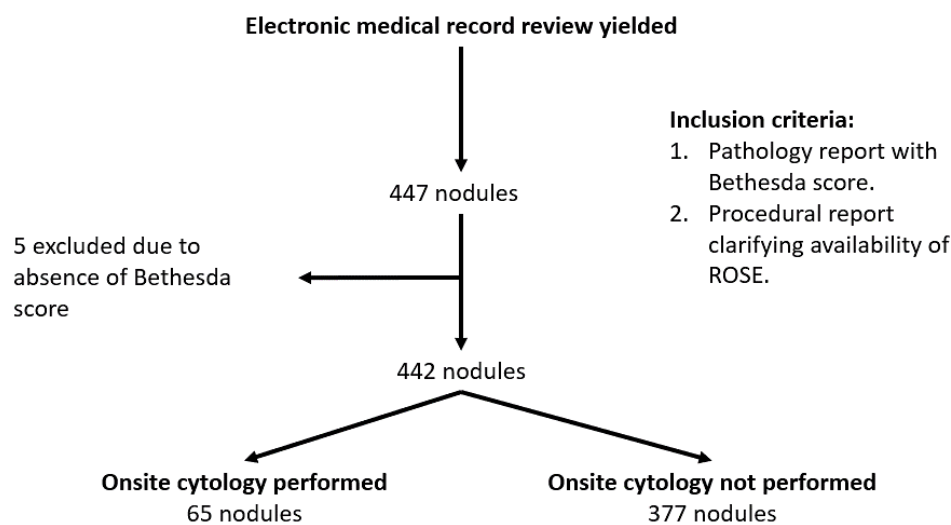 Electronic medical record review yielded
Inclusion criteria:
1. Pathology report with
Bethesda score.
2. Procedural report
clarifying availability of
ROSE.
447 nodules
5 excluded due to
absence of Bethesda
score
442 nodules
Onsite cytology performed
65 nodules
Onsite cytology not performed
377 nodules